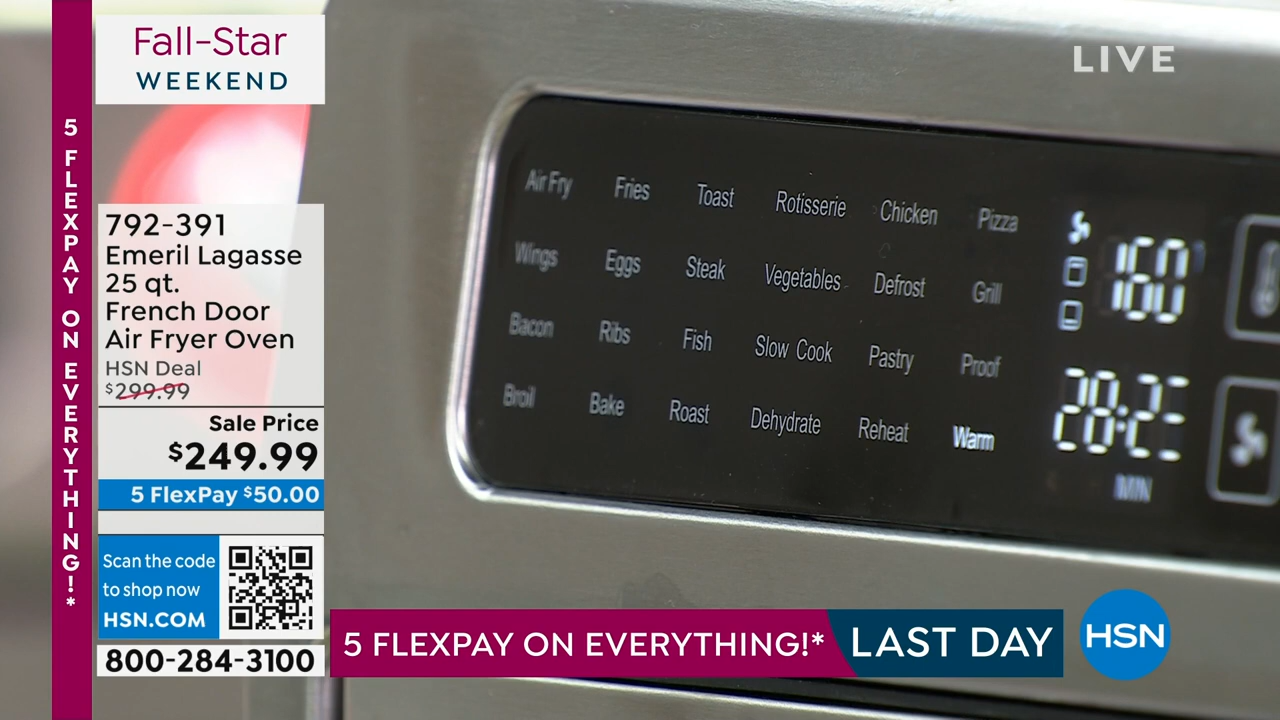 5 FLEXPAY ON EVERYTHING!*
Fall-Star
WEEKEND
792-391
Emeril Lagasse
25 qt.
French Door
Air Fryer Oven
HSN Deal
$299.99
Sale Price
$249.99
5 FlexPay $50.00
Scan the code
to shop now
HSN.COM
800-284-3100
LIVE
Air Fry Fries Toast Rotisserie Chicken Pizza
Wings Eggs Steak Vegetables Defrost Grill
Bacon Ribs Fish Slow Cook Pastry Proof
Broil Bake Roast Dehydrate Reheat Warm
160
MIN
5 FLEXPAY ON EVERYTHING!*
LAST DAY
HSN